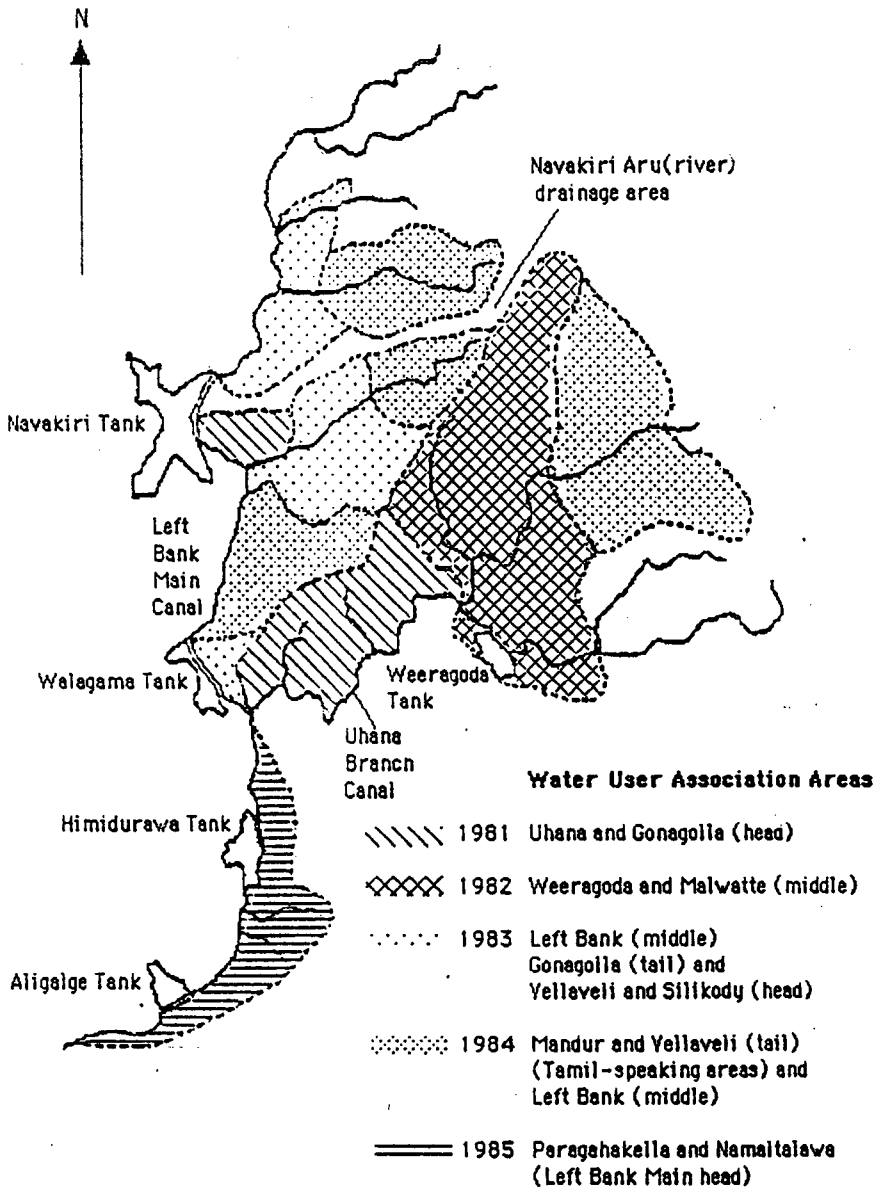 N
Navakiri Aru(river)
drainage area
Navakiri Tank
Left
Bank
Main
Canal
Walagama Tank
Weeragoda
Tank
Uhana
Branch
Canal
Himidurawa Tank
Aligalge Tank
Water User Association Areas
1981 Uhana and Gonagolla (head)
1982 Weeragoda and Malwatte (middle)
1983 Left Bank (middle)
Gonagolla (tail) and
Yellaveli and Silikody (head)
1984 Mandur and Yellaveli (tail)
(Tamil-speaking areas) and
Left Bank (middle)
1985 Paragahakella and Namaltalawa
(Left Bank Main head)